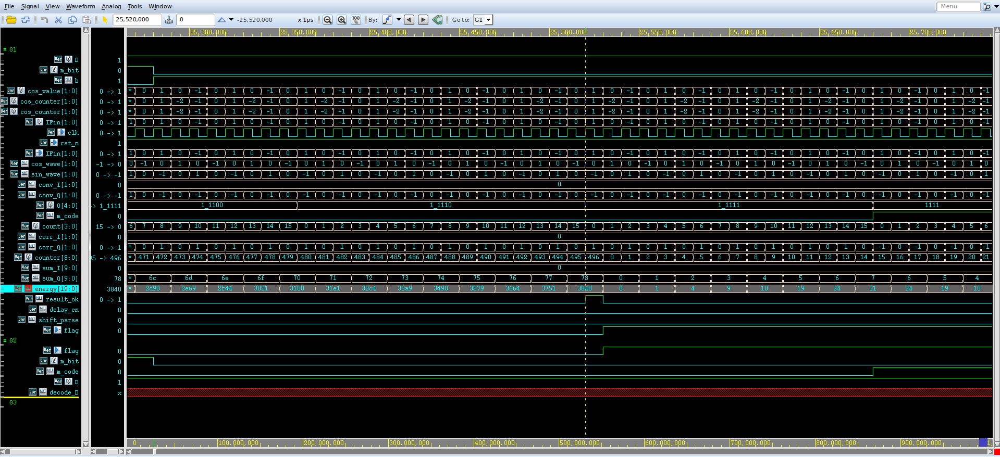 File Signal View Waveform Analog Tools Window Menu
25,520,000 0 -25,520,000 x 1ps 100% By: Go to: G1
25,300,000 25,350,000 25,400,000 25,450,000 25,500,000 25,550,000 25,600,000 25,650,000 25,700,000
= G1
D 1
m_bit 0
b 1
cos_value[1:0] 0 -> 1 * 0 1 0 -1 0 1 0 -1 0 1 0 -1 0 1 0 -1 0 1 0 -1 0 1 0 -1 0 1 0 -1 0 1 0 -1 0 1 0 -1 0 1 0 -1 0 1 0 -1 0 1 0 -1
cos_counter[1:0] 0 -> 1 * 0 1 -2 -1 0 1 -2 -1 0 1 -2 -1 0 1 -2 -1 0 1 -2 -1 0 1 -2 -1 0 1 -2 -1 0 1 -2 -1 0 1 -2 -1 0 1 -2 -1 0 1 -2 -1 0 1 -2 -1
cos_counter[1:0] 0 -> 1 * 0 1 -2 -1 0 1 -2 -1 0 1 -2 -1 0 1 -2 -1 0 1 -2 -1 0 1 -2 -1 0 1 -2 -1 0 1 -2 -1 0 1 -2 -1 0 1 -2 -1 0 1 -2 -1 0 1 -2 -1
IFin[1:0] 0 -> 1 1 0 1 0 -1 0 1 0 -1 0 1 0 -1 0 1 0 -1 0 1 0 -1 0 1 0 -1 0 1 0 -1 0 1 0 -1 0 1 0 -1 0 1 0 -1 0 1 0 -1 0 1 0 -1
clk 0 -> 1
rst_n 1
IFin[1:0] 0 -> 1 1 0 1 0 -1 0 1 0 -1 0 1 0 -1 0 1 0 -1 0 1 0 -1 0 1 0 -1 0 1 0 -1 0 1 0 -1 0 1 0 -1 0 1 0 -1 0 1 0 -1 0 1 0 -1
cos_wave[1:0] -1 -> 0 0 -1 0 1 0 -1 0 1 0 -1 0 1 0 -1 0 1 0 -1 0 1 0 -1 0 1 0 -1 0 1 0 -1 0 1 0 -1 0 1 0 -1 0 1 0 -1 0 1 0 -1 0 1 0
sin_wave[1:0] 0 -> -1 1 0 -1 0 1 0 -1 0 1 0 -1 0 1 0 -1 0 1 0 -1 0 1 0 -1 0 1 0 -1 0 1 0 -1 0 1 0 -1 0 1 0 -1 0 1 0 -1 0 1 0 -1 0 1
conv_I[1:0] 0 0
conv_Q[1:0] 0 -> -1 1 0 -1 0 -1 0 -1 0 -1 0 -1 0 -1 0 -1 0 -1 0 -1 0 -1 0 -1 0 -1 0 -1 0 -1 0 -1 0 -1 0 -1 0 -1 0 -1 0 -1 0 -1 0 -1 0 -1
Q[4:0] > 1_1111 1_1100 1_1110 1_1111 1111
m_code 0
count[3:0] 15 -> 0 6 7 8 9 10 11 12 13 14 15 0 1 2 3 4 5 6 7 8 9 10 11 12 13 14 15 0 1 2 3 4 5 6 7 8 9 10 11 12 13 14 15 0 1 2 3 4 5 6
corr_I[1:0] 0 0
corr_Q[1:0] 0 -> 1 * 0 1 0 1 0 1 0 1 0 1 0 1 0 1 0 1 0 1 0 1 0 1 0 1 0 1 0 1 0 1 0 1 0 1 0 1 0 1 0 1 0 -1 0 -1 0 -1 0 -1
counter[8:0] 5 -> 496 * 471 472 473 474 475 476 477 478 479 480 481 482 483 484 485 486 487 488 489 490 491 492 493 494 495 496 0 1 2 3 4 5 6 7 8 9 10 11 12 13 14 15 16 17 18 19 20 21
sum_I[9:0] 0 0
sum_Q[9:0] 78 * 6c 6d 6e 6f 70 71 72 73 74 75 76 77 78 0 1 2 3 4 5 6 7 6 5 4
energy[19:0] 3840 * 2d90 2e69 2f44 3021 3100 31e1 32c4 33a9 3490 3579 3664 3751 3840 0 1 4 9 10 19 24 31 24 19 10
result_ok 0 -> 1
delay_en 0
shift_parse 0
flag 0
= G2
flag 0
m_bit 0
m_code 0
D 1
decode_D x
G3
0 100,000,000 200,000,000 300,000,000 400,000,000 500,000,000 600,000,000 700,000,000 800,000,000 900,000,000 1,